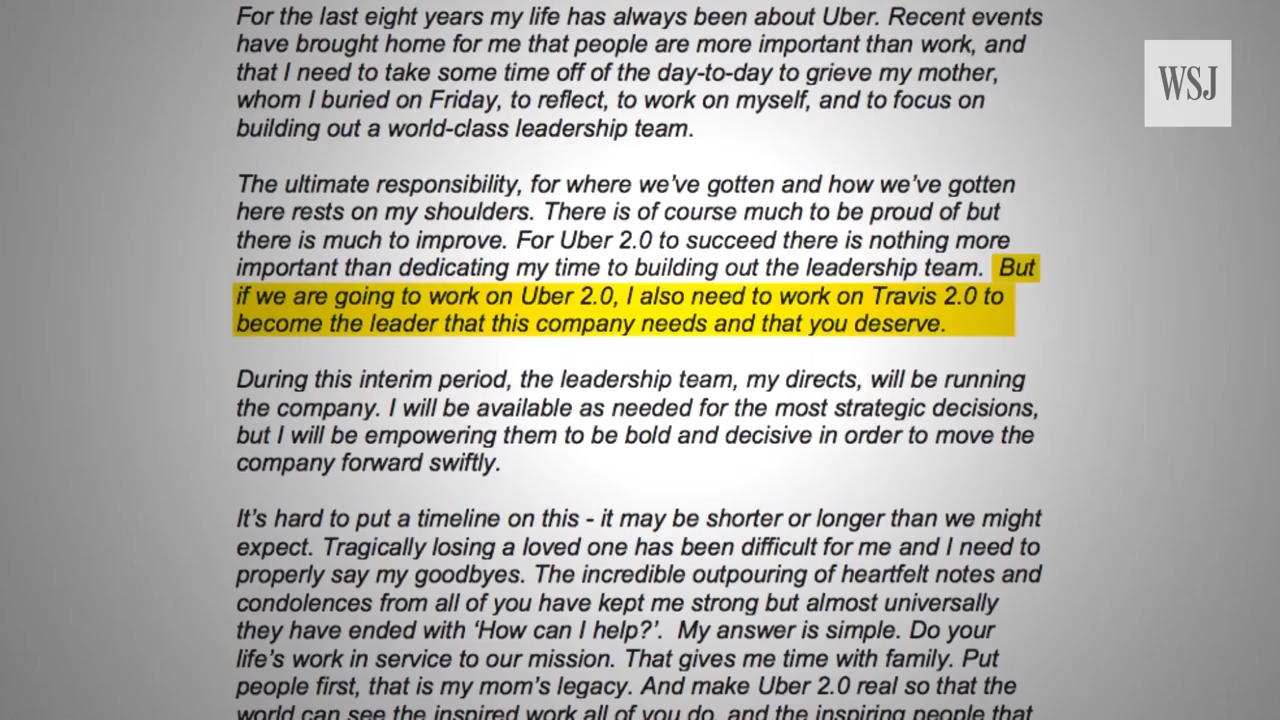 For the last eight years my life has always been about Uber. Recent events
have brought home for me that people are more important than work, and
that I need to take some time off of the day-to-day to grieve my mother,
whom I buried on Friday, to reflect, to work on myself, and to focus on
building out a world-class leadership team.
WSJ
The ultimate responsibility, for where we've gotten and how we've gotten
here rests on my shoulders. There is of course much to be proud of but
there is much to improve. For Uber 2.0 to succeed there is nothing more
important than dedicating my time to building out the leadership team. But
if we are going to work on Uber 2.0, I also need to work on Travis 2.0 to
become the leader that this company needs and that you deserve.
During this interim period, the leadership team, my directs, will be running
the company. I will be available as needed for the most strategic decisions,
but I will be empowering them to be bold and decisive in order to move the
company forward swiftly.
It's hard to put a timeline on this - it may be shorter or longer than we might
expect. Tragically losing a loved one has been difficult for me and I need to
properly say my goodbyes. The incredible outpouring of heartfelt notes and
condolences from all of you have kept me strong but almost universally
they have ended with 'How can I help?'. My answer is simple. Do your
life's work in service to our mission. That gives me time with family. Put
people first, that is my mom's legacy. And make Uber 2.0 real so that the
world can see the inspired work all of you do, and the inspiring people that